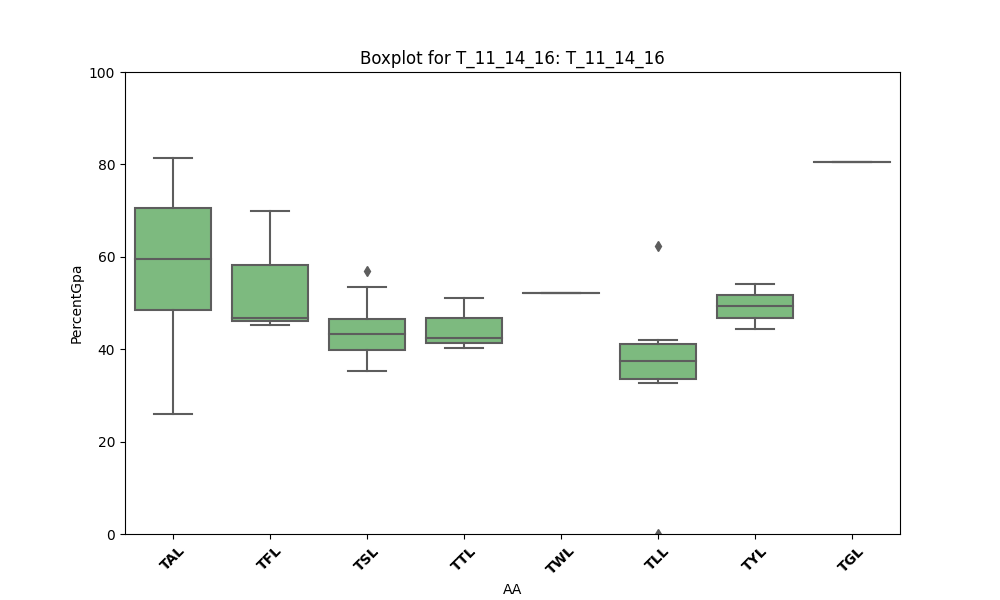 Boxplot for T_11_14_16: T_11_14_16
100
80
60
40
20
0
PercentGpa
TAL TFL TSL TTL TWL TLL TYL TGL
AA